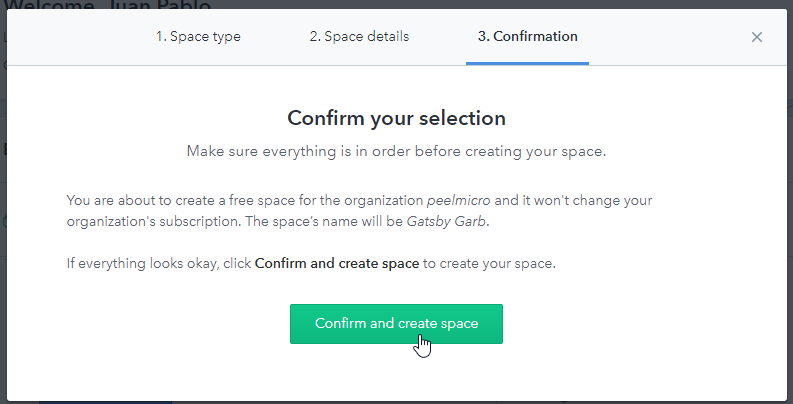 Welcome, Juan Pablo
1. Space type
2. Space details
3. Confirmation
Confirm your selection
Make sure everything is in order before creating your space.
You are about to create a free space for the organization peelmicro and it won't change your
organization's subscription. The space's name will be Gatsby Garb.
If everything looks okay, click Confirm and create space to create your space.
Confirm and create space